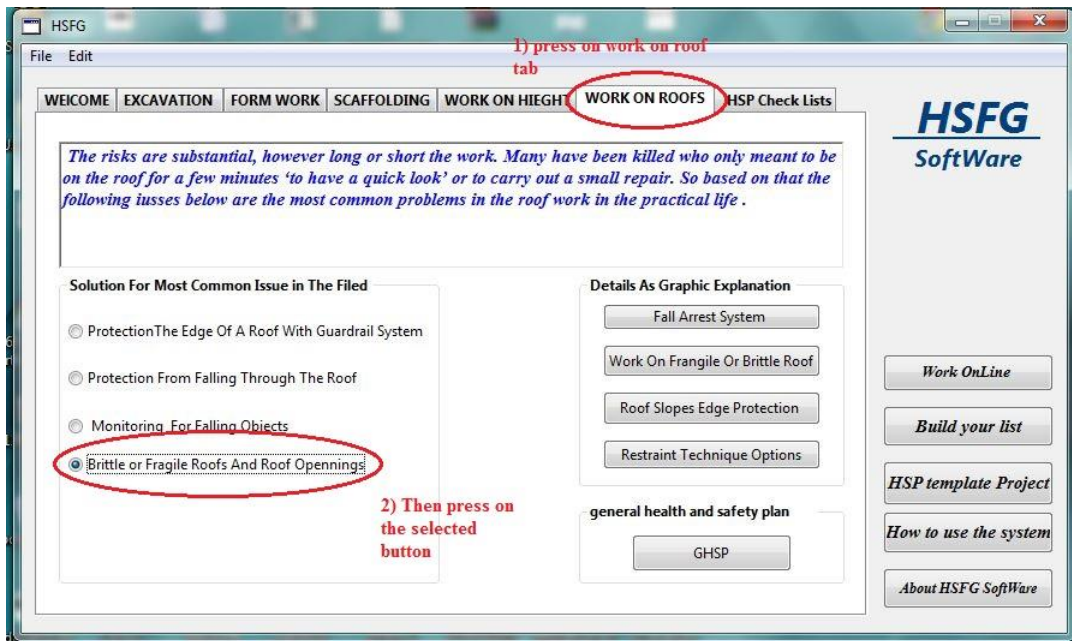 HSFG
File Edit
1) press on work on roof
tab
WElCOME EXCAVATION FORM WORK SCAFFOLDING WORK ON HIEGHT WORK ON ROOFS HSP Check Lists
HSFG
SoftWare
The risks are substantial, however long or short the work. Many have been killed who only meant to be
on the roof for a few minutes ‘to have a quick look’ or to carry out a small repair. So based on that the
following iusses below are the most common problems in the roof work in the practical life .
Solution For Most Common Issue in The Filed
ProtectionThe Edge Of A Roof With Guardrail System
Protection From Falling Through The Roof
Monitoring For Falling Objects
Brittle or Fragile Roofs And Roof Opennings
2) Then press on
the selected
button
Details As Graphic Explanation
Fall Arrest System
Work On Frangile Or Brittle Roof
Roof Slopes Edge Protection
Restraint Technique Options
general health and safety plan
GHSP
Work OnLine
Build your list
HSP template Project
How to use the system
About HSFG SoftWare